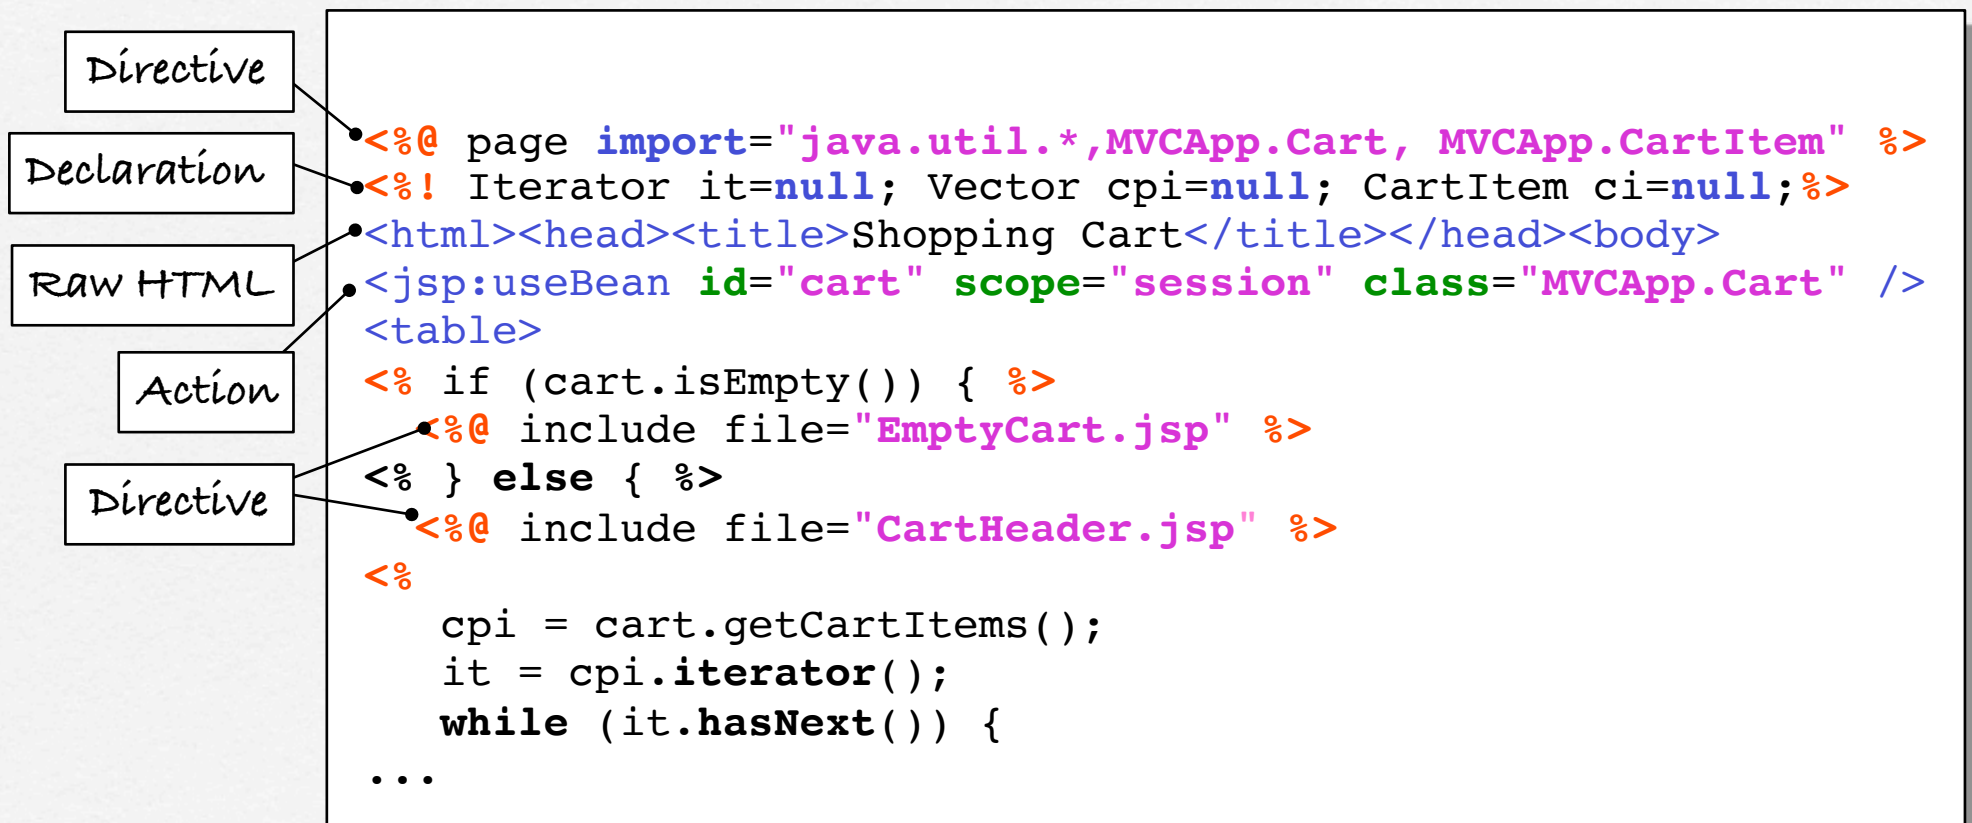 Directive
Declaration
Raw HTML
Action
Directive
<%@ page import="java.util.*,MVCApp.Cart, MVCApp.CartItem" %>
<%! Iterator it=null; Vector cpi=null; CartItem ci=null;%>
<html><head><title>Shopping Cart</title></head><body>
<jsp:useBean id="cart" scope="session" class="MVCApp.Cart" />
<table>
<% if (cart.isEmpty()) { %>
<%@ include file="EmptyCart.jsp" %>
<% } else { %>
<%@ include file="CartHeader.jsp" %>
<%
cpi = cart.getCartItems();
it = cpi.iterator();
while (it.hasNext()) {
...